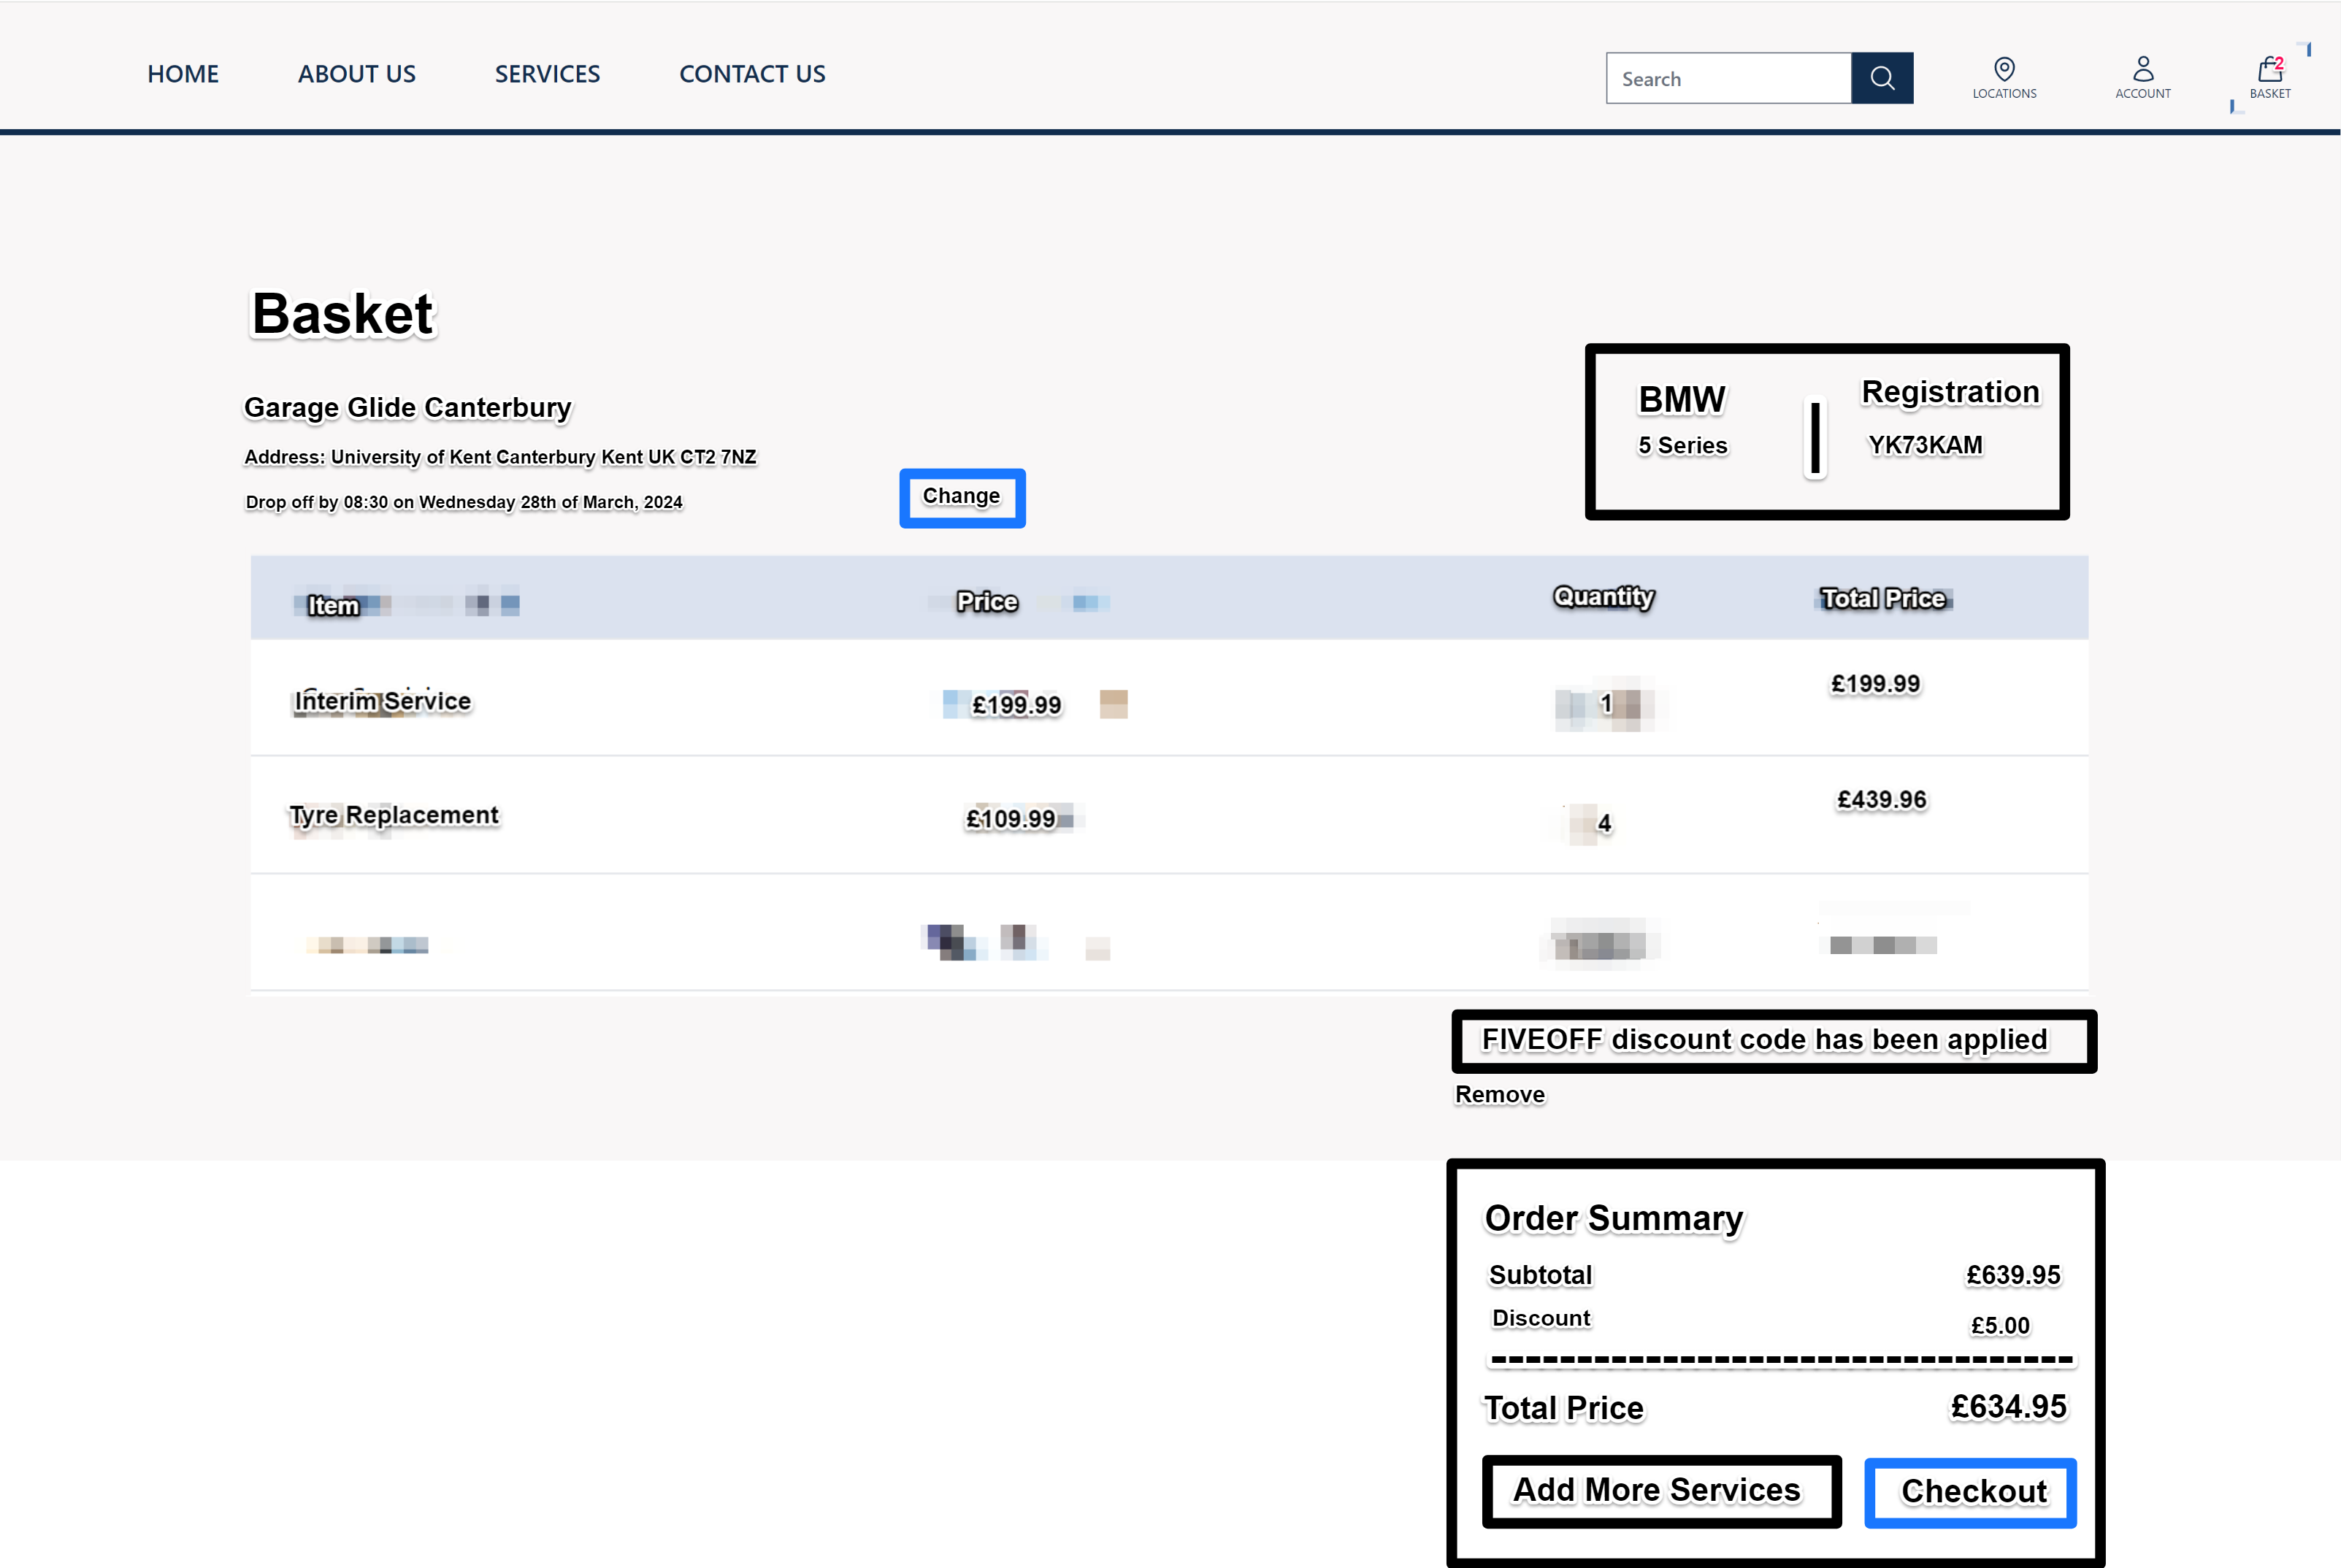 HOME ABOUT US SERVICES CONTACT US Search LOCATIONS ACCOUNT 2 BASKET
Basket
Garage Glide Canterbury
Address: University of Kent Canterbury Kent UK CT2 7NZ
Drop off by 08:30 on Wednesday 28th of March, 2024
Change
BMW
5 Series
Registration
YK73KAM
Item Price Quantity Total Price
Interim Service £199.99 1 £199.99
Tyre Replacement £109.99 4 £439.96
FIVEOFF discount code has been applied
Remove
Order Summary
Subtotal £639.95
Discount £5.00
Total Price £634.95
Add More Services Checkout